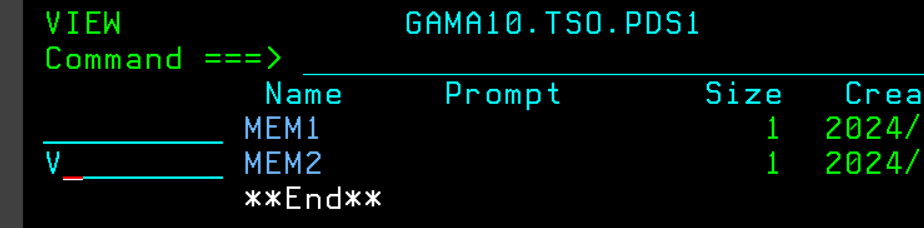 VIEW GAMA10.TSO.PDS1
Command ===>
Name Prompt Size Crea
MEM1 1 2024/
V MEM2 1 2024/
**End**